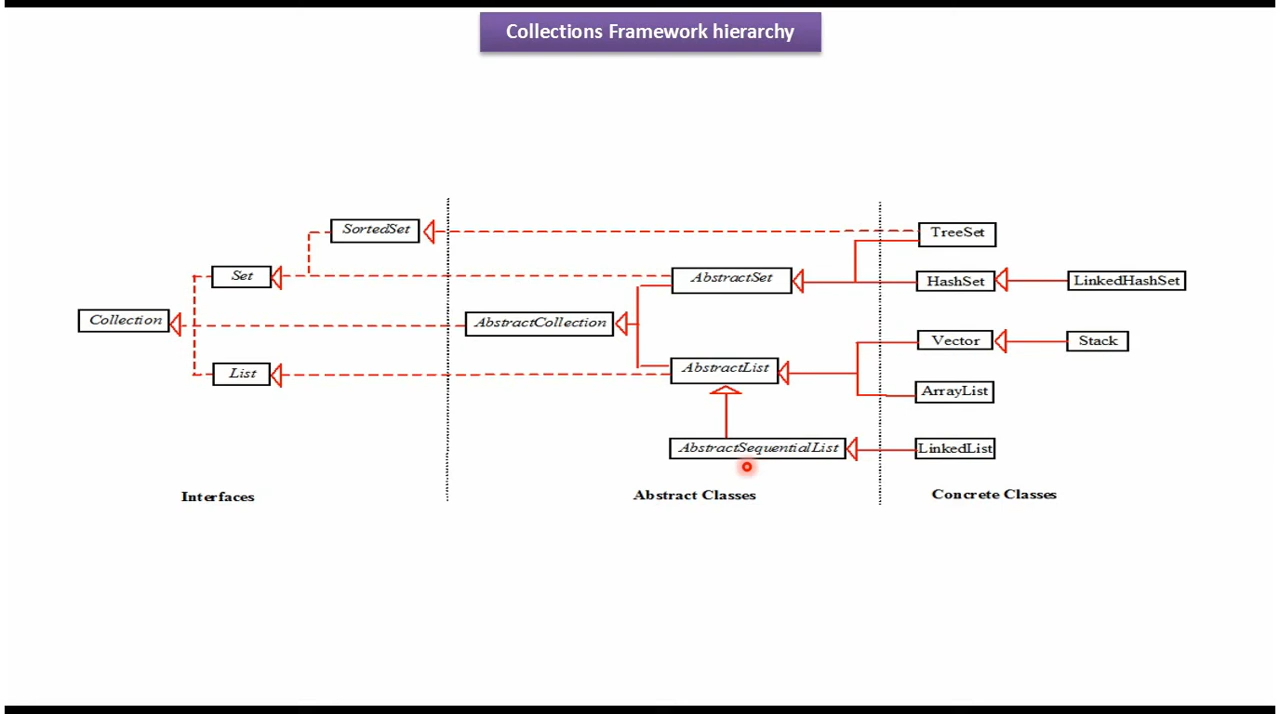 Collections Framework hierarchy
SortedSet
TreeSet
Set
AbstractSet
HashSet
LinkedHashSet
Collection
AbstractCollection
Vector
Stack
List
AbstractList
ArrayList
AbstractSequentialList
LinkedList
Interfaces
Abstract Classes
Concrete Classes